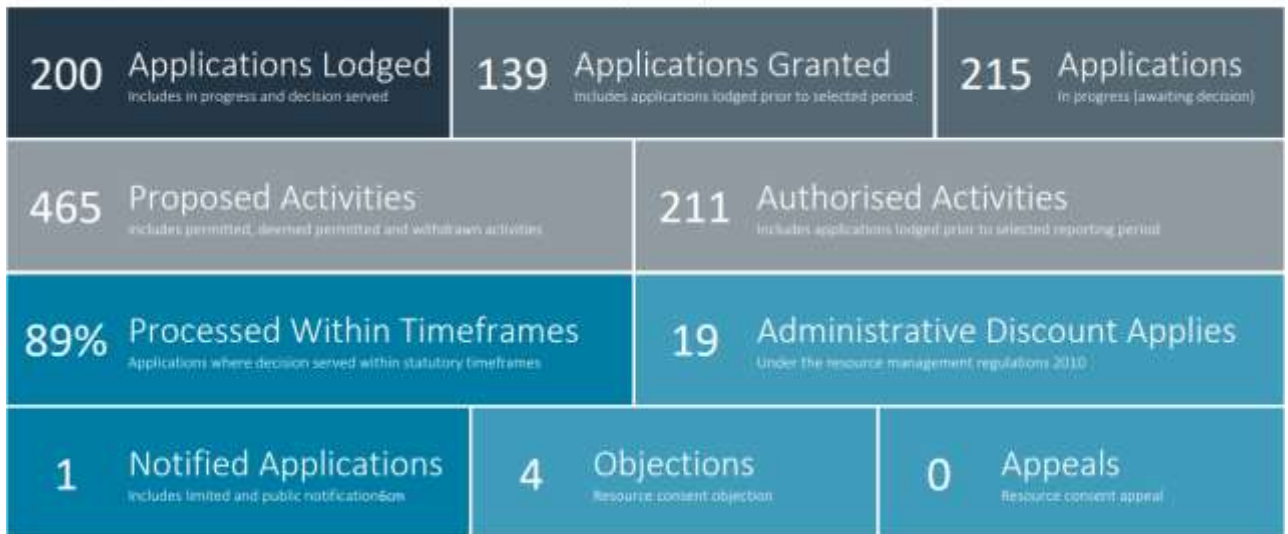 200 Applications Lodged
Includes in progress and decision served
139 Applications Granted
Includes applications lodged prior to selected period
215 Applications
In progress (awaiting decision)
465 Proposed Activities
Includes permitted, deemed permitted and withdrawn activities
211 Authorised Activities
Includes applications lodged prior to selected reporting period
89% Processed Within Timeframes
Applications where decision served within statutory timeframes
19 Administrative Discount Applies
Under the resource management regulations 2010
1 Notified Applications
Includes limited and public notification6cm
4 Objections
Resource consent objection
0 Appeals
Resource consent appeal